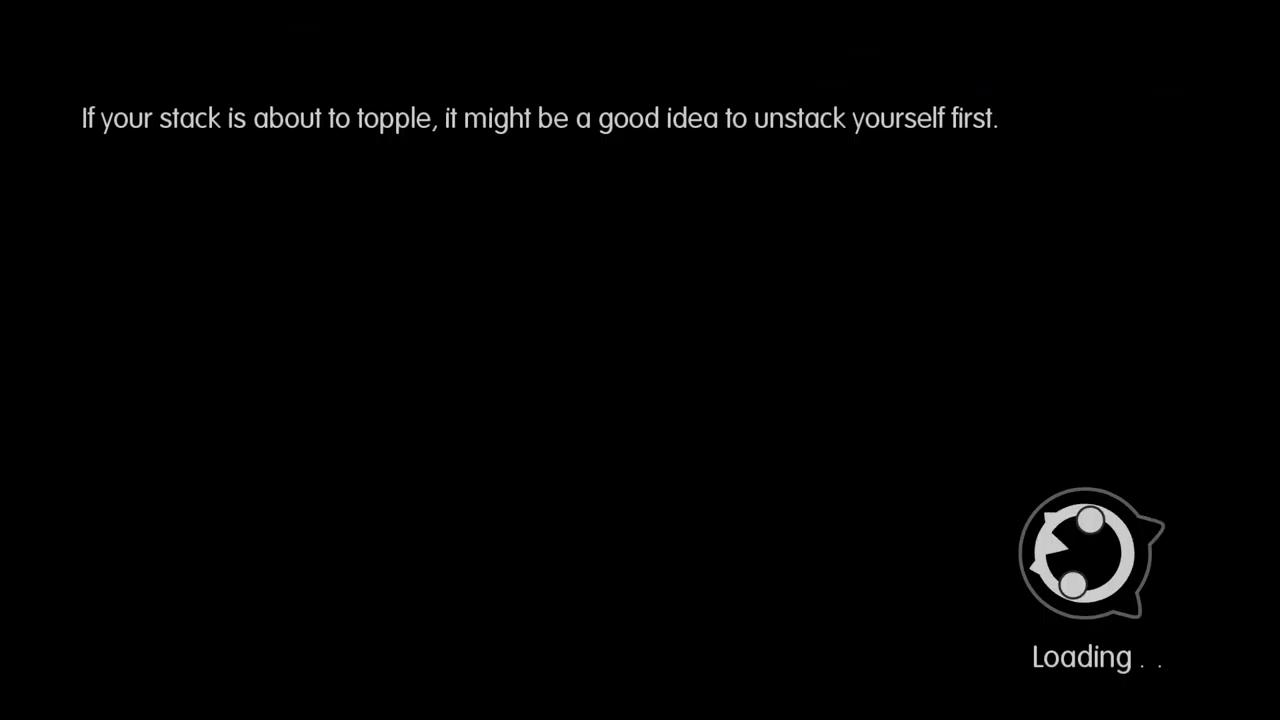 If your stack is about to topple, it might be a good idea to unstack yourself first.
Loading . .